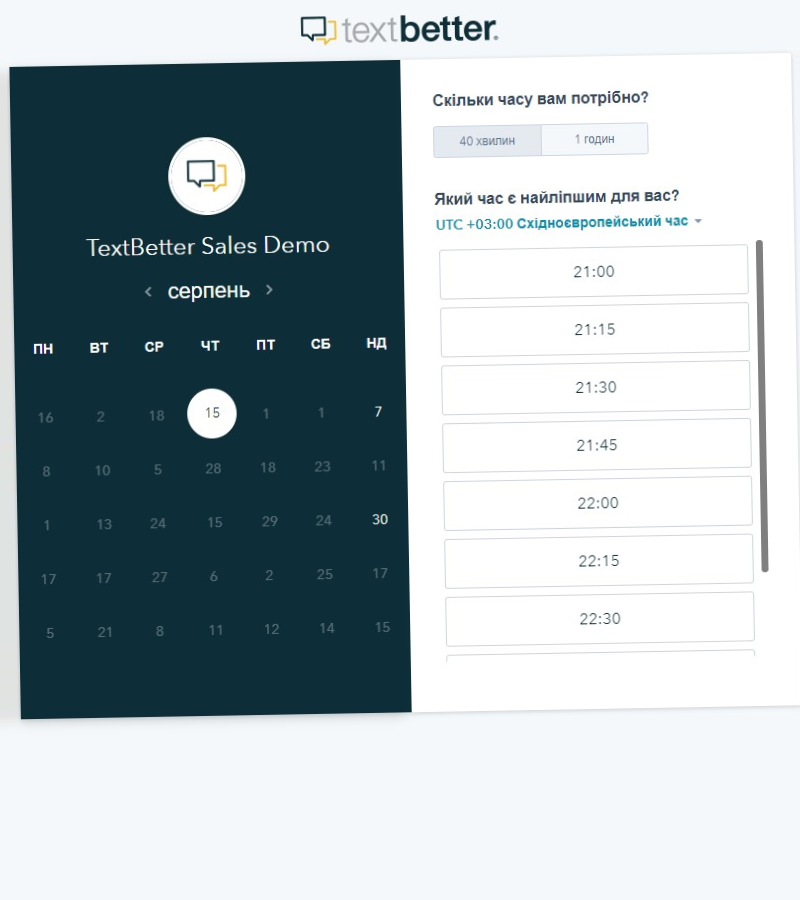 textbetter.
TextBetter Sales Demo
серпень
ПН ВТ СР ЧТ ПТ СБ НД
16 2 18 15 1 1 7
8 10 5 28 18 23 11
1 13 24 15 29 24 30
17 17 27 6 2 25 17
5 21 8 11 12 14 15
Скільки часу вам потрібно?
40 хвилин 1 годин
Який час є найліпшим для вас?
UTC +03:00 Східноєвропейський час
21:00
21:15
21:30
21:45
22:00
22:15
22:30